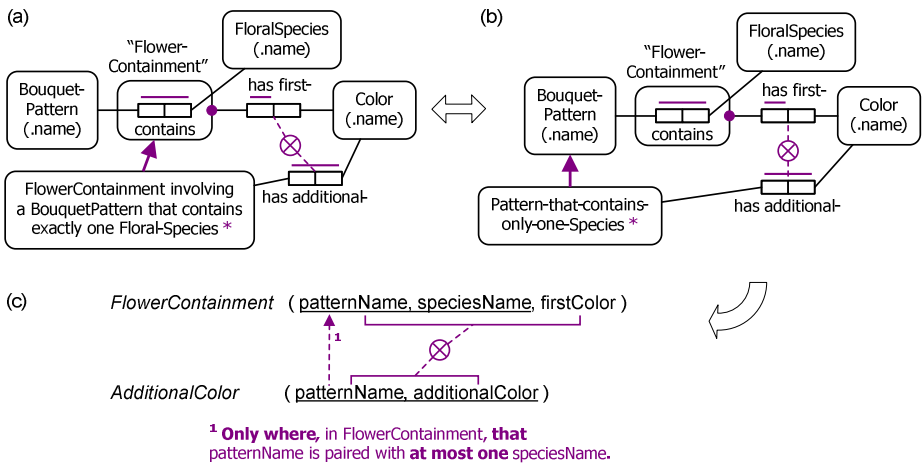 (a)
FloralSpecies
(.name)
“Flower-
Containment”
has first-
Bouquet-
Pattern
(.name)
Color
(.name)
contains
FlowerContainment involving
a BouquetPattern that contains
exactly one Floral-Species *
has additional-
(b)
FloralSpecies
(.name)
“Flower-
Containment”
has first-
Bouquet-
Pattern
(.name)
Color
(.name)
contains
Pattern-that-contains-
only-one-Species *
has additional-
(c)
FlowerContainment ( patternName, speciesName, firstColor )
1
AdditionalColor ( patternName, additionalColor )
1 Only where, in FlowerContainment, that
patternName is paired with at most one speciesName.